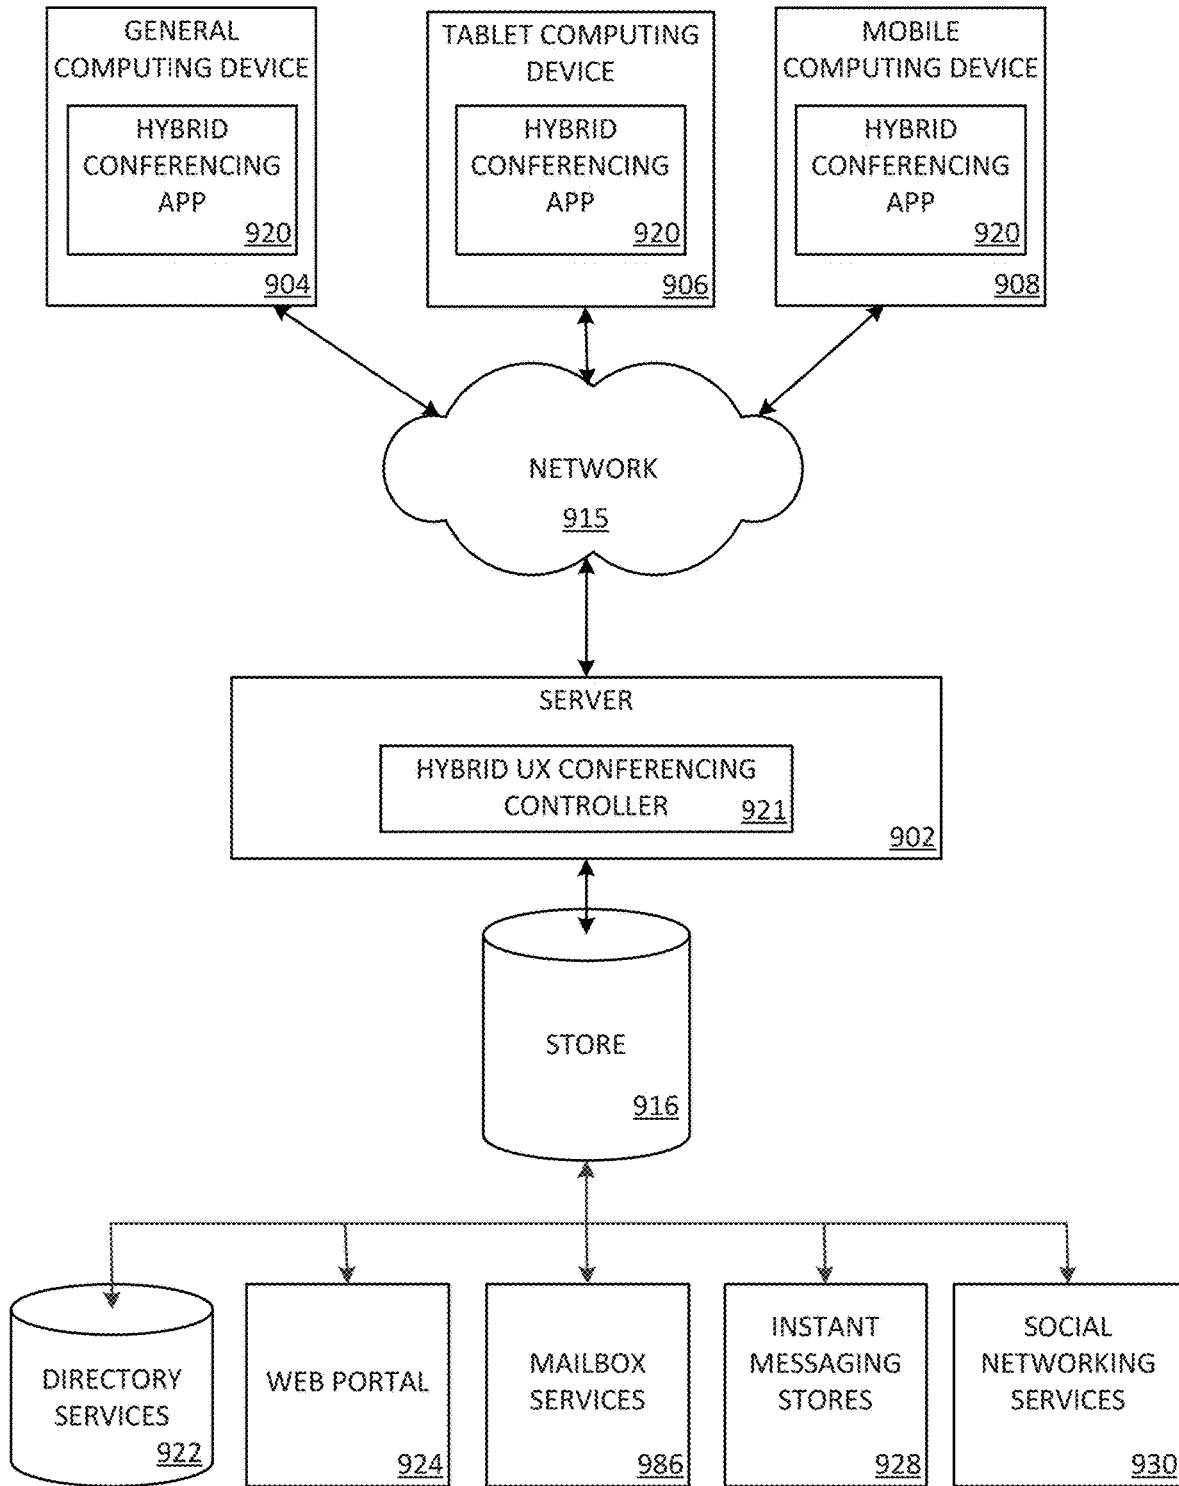 GENERAL
COMPUTING DEVICE
HYBRID
CONFERENCING
APP
920
904
TABLET COMPUTING
DEVICE
HYBRID
CONFERENCING
APP
920
906
MOBILE
COMPUTING DEVICE
HYBRID
CONFERENCING
APP
920
908
NETWORK
915
SERVER
HYBRID UX CONFERENCING
CONTROLLER
921
902
STORE
916
DIRECTORY
SERVICES
922
WEB PORTAL
924
MAILBOX
SERVICES
986
INSTANT
MESSAGING
STORES
928
SOCIAL
NETWORKING
SERVICES
930